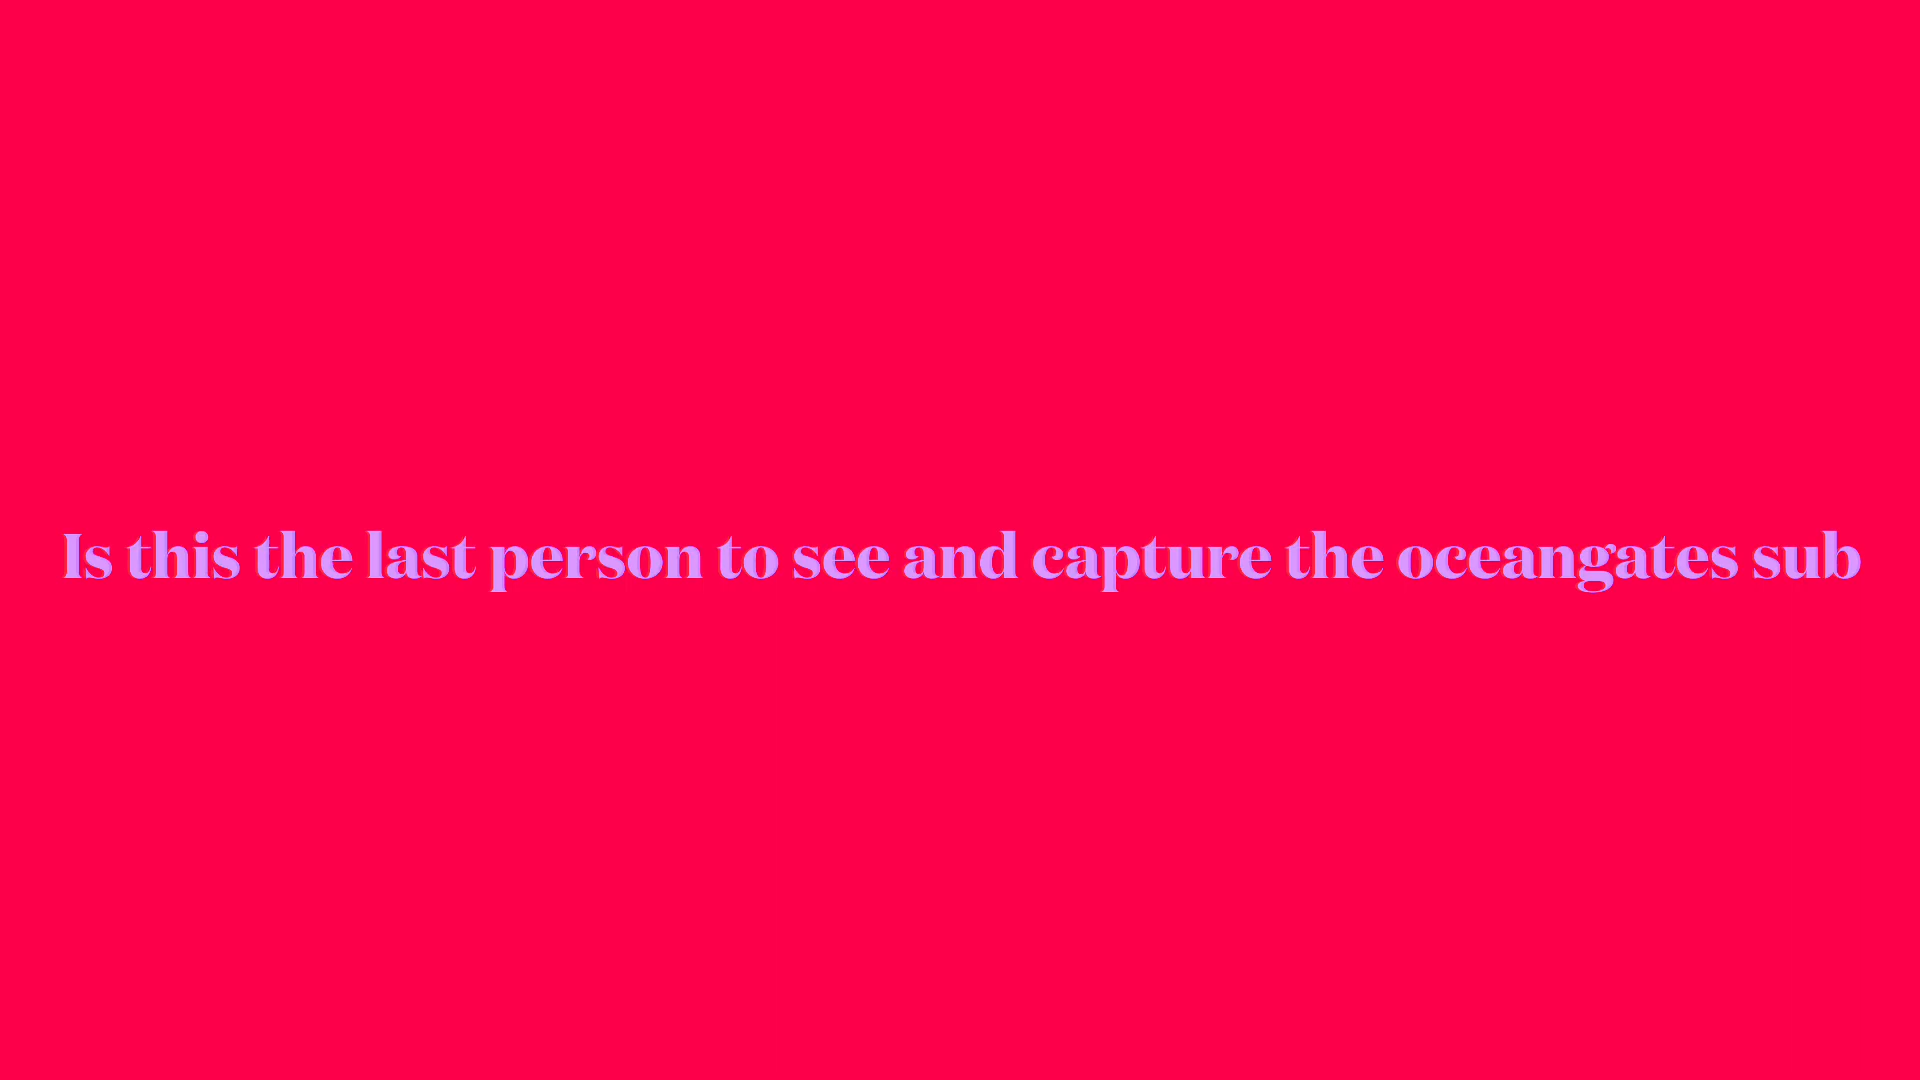 Is this the last person to see and capture the oceangates sub